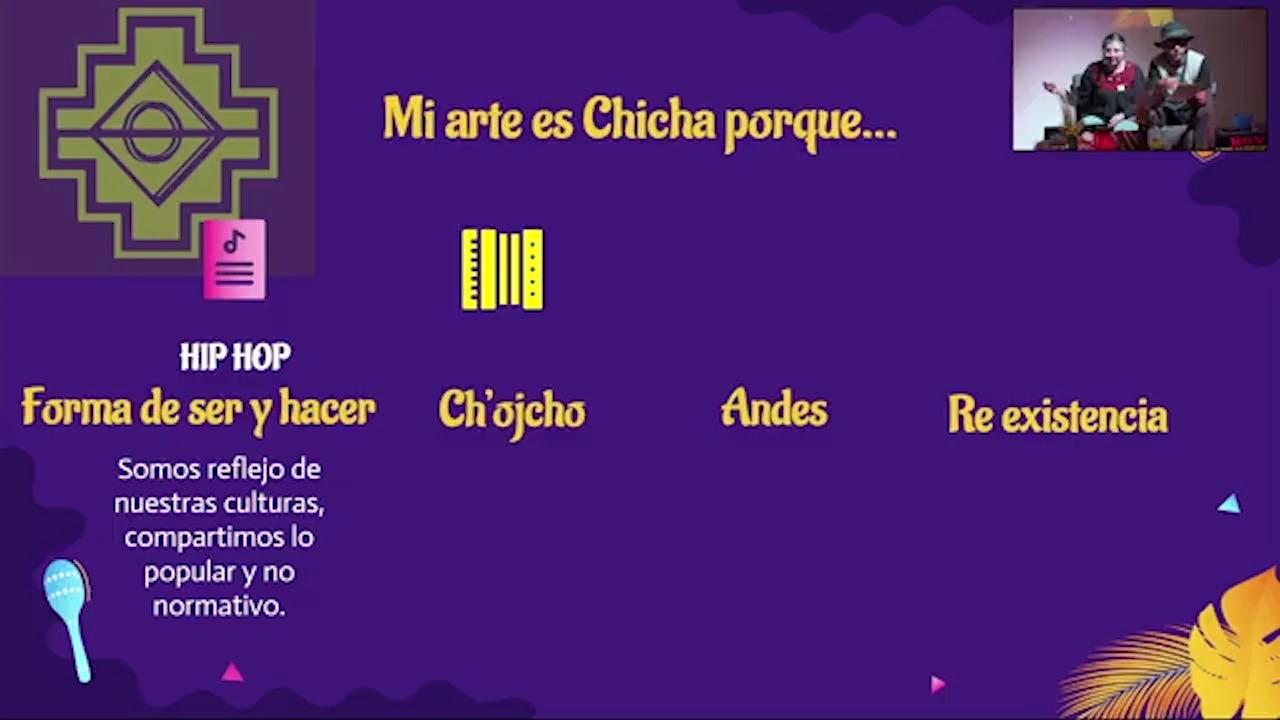 Mi arte es Chicha porque...
HIP HOP
Forma de ser y hacer
Ch'ojcho
Andes
Re existencia
Somos reflejo de
nuestras culturas,
compartimos lo
popular y no
normativo.